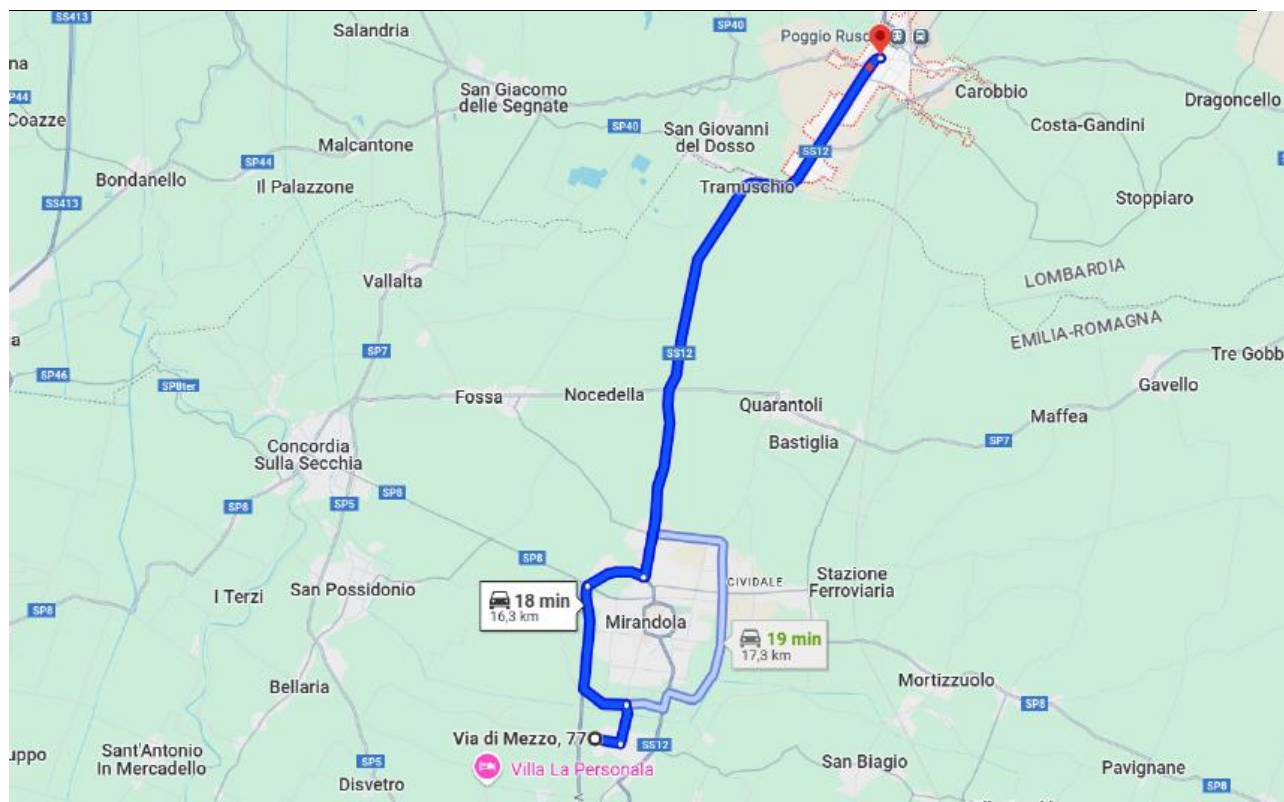 SS413
SP40
Salandria
Poggio Rusc
na
SP44
Coazze
San Giacomo
delle Segnate
Carobbio
Dragoncello
SP40
San Giovanni
del Dosso
Costa-Gandini
Malcantone
SS12
SP44
Bondanello
Il Palazzone
Tramuschio
SS413
Stoppiaro
Vallalta
LOMBARDIA
EMILIA-ROMAGNA
a
SP7
SS12
Tre Gobb
SP46
SP8ter
Gavello
Fossa
Nocedella
Quarantoli
Maffea
Bastiglia
SP7
Concordia
Sulla Secchia
SP8
SP8
SP5
SP8
CIVIDALE
Stazione
Ferroviaria
San Possidonio
I Terzi
SP8
18 min
16,3 km
Mirandola
19 min
17,3 km
Bellaria
Mortizzuolo
SP8
Via di Mezzo, 77
SS12
uppo
Sant'Antonio
In Mercadello
Villa La Personala
San Biagio
Pavignane
SP5
Disvetro
SP8